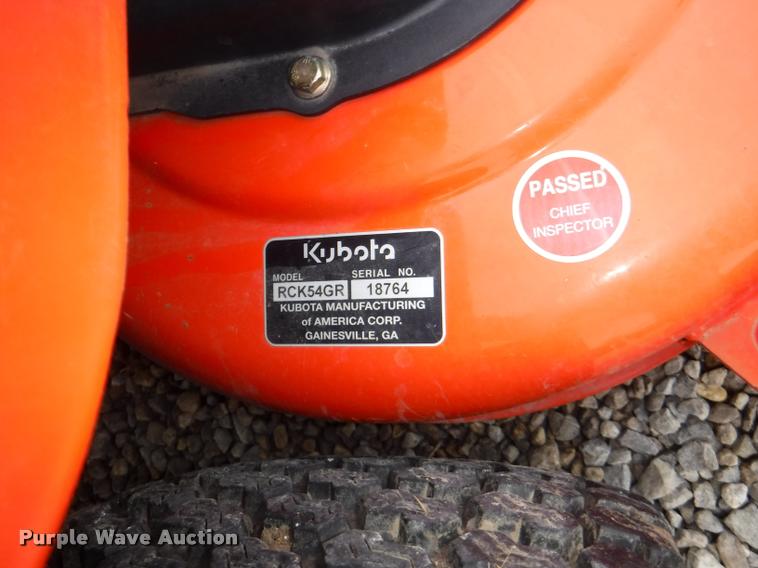 PASSED
CHIEF
INSPECTOR
Kubota
MODEL SERIAL NO.
RCK54GR 18764
KUBOTA MANUFACTURING
of AMERICA CORP.
GAINESVILLE, GA
Purple Wave Auction